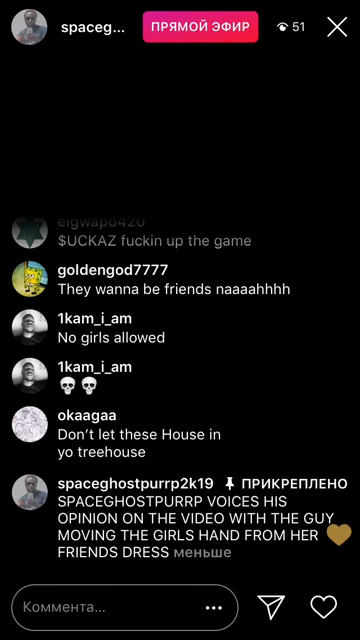 spaceg...
ПРЯМОЙ ЭФИР
51
elgwapo420
$UCKAZ fuckin up the game
goldengod7777
They wanna be friends naaaahhhh
1kam_i_am
No girls allowed
1kam_i_am
💀💀
okaagaa
Don't let these House in
yo treehouse
spaceghostpurrp2k19 ПРИКРЕПЛЕНО
SPACEGHOSTPURRP VOICES HIS
OPINION ON THE VIDEO WITH THE GUY
MOVING THE GIRLS HAND FROM HER
FRIENDS DRESS меньше
Коммента...